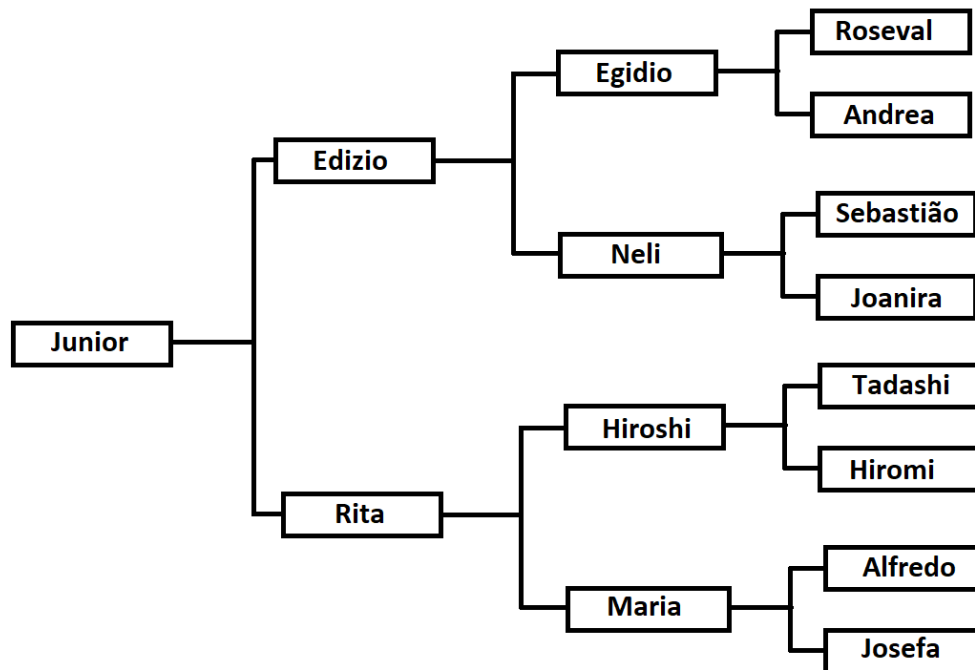 Roseval
Egidio
Andrea
Edizio
Sebastião
Neli
Joanira
Junior
Tadashi
Hiroshi
Hiromi
Rita
Alfredo
Maria
Josefa